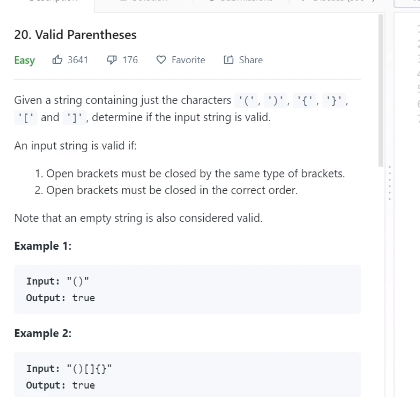 20. Valid Parentheses
Easy 3641 176 Favorite Share
Given a string containing just the characters '(', ')', '{', '}',
'[' and ']', determine if the input string is valid.
An input string is valid if:
1. Open brackets must be closed by the same type of brackets.
2. Open brackets must be closed in the correct order.
Note that an empty string is also considered valid.
Example 1:
Input: "()"
Output: true
Example 2:
Input: "()[]{}"
Output: true